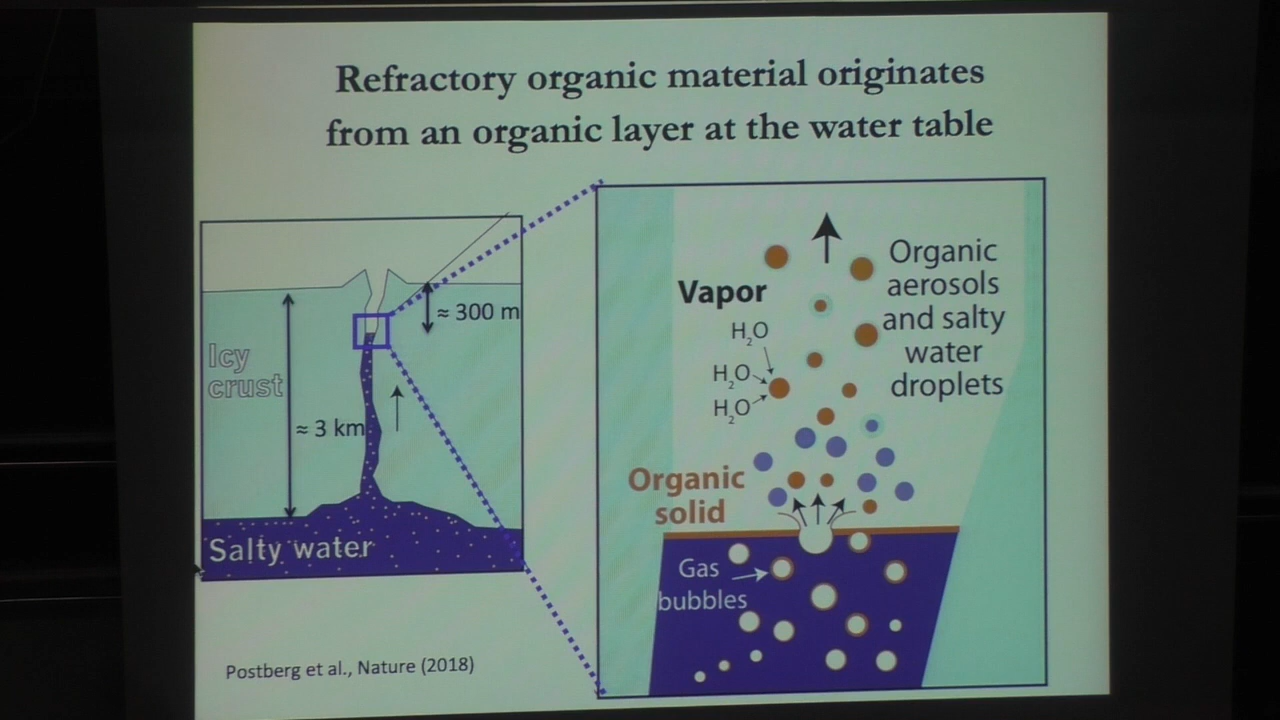 Refractory organic material originates
from an organic layer at the water table
≈ 300 m
Icy
crust
≈ 3 km
Salty water
Vapor
H₂O
H₂O
H₂O
Organic
aerosols
and salty
water
droplets
Organic
solid
Gas
bubbles
Postberg et al., Nature (2018)